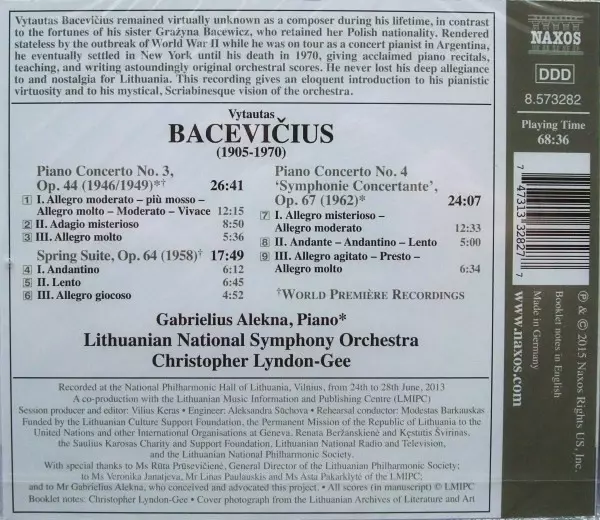 Vytautas Bacevičius remained virtually unknown as a composer during his lifetime, in contrast
to the fortunes of his sister Grażyna Bacewicz, who retained her Polish nationality. Rendered
stateless by the outbreak of World War II while he was on tour as a concert pianist in Argentina,
he eventually settled in New York until his death in 1970, giving acclaimed piano recitals,
teaching, and writing astoundingly original orchestral scores. He never lost his deep allegiance
to and nostalgia for Lithuania. This recording gives an eloquent introduction to his pianistic
virtuosity and to his mystical, Scriabinesque vision of the orchestra.
Vytautas
BACEVIČIUS
(1905-1970)
Piano Concerto No. 3,
Op. 44 (1946/1949)*† 26:41
1 I. Allegro moderato – più mosso –
Allegro molto – Moderato – Vivace 12:15
2 II. Adagio misterioso 8:50
3 III. Allegro molto 5:36
Spring Suite, Op. 64 (1958)† 17:49
4 I. Andantino 6:12
5 II. Lento 6:45
6 III. Allegro giocoso 4:52
Piano Concerto No. 4
‘Symphonie Concertante’,
Op. 67 (1962)* 24:07
7 I. Allegro misterioso –
Allegro moderato 12:33
8 II. Andante – Andantino – Lento 5:00
9 III. Allegro agitato – Presto –
Allegro molto 6:34
†WORLD PREMIÈRE RECORDINGS
Gabrielius Alekna, Piano*
Lithuanian National Symphony Orchestra
Christopher Lyndon-Gee
Recorded at the National Philharmonic Hall of Lithuania, Vilnius, from 24th to 28th June, 2013
A co-production with the Lithuanian Music Information and Publishing Centre (LMIPC)
Session producer and editor: Vilius Keras • Engineer: Aleksandra Suchova • Rehearsal conductor: Modestas Barkauskas
Funded by the Lithuanian Culture Support Foundation, the Permanent Mission of the Republic of Lithuania to the
United Nations and other International Organisations at Geneva, Renata Beržanskienė and Kęstutis Švirinas,
the Saulius Karosas Charity and Support Foundation, Lithuanian National Radio and Television,
and the Lithuanian National Philharmonic Society.
With special thanks to Ms Rūta Prūsevičienė, General Director of the Lithuanian Philharmonic Society;
to Ms Veronika Janatjeva, Mr Linas Paulauskis and Ms Asta Pakarklytė of the LMIPC;
and to Mr Gabrielius Alekna, who conceived and advocated this project. • All scores (in manuscript) © LMIPC
Booklet notes: Christopher Lyndon-Gee • Cover photograph from the Lithuanian Archives of Literature and Art
NAXOS
DDD
8.573282
Playing Time
68:36
7 47313 32827 7
℗ & © 2015 Naxos Rights US, Inc.
Booklet notes in English
Made in Germany
www.naxos.com